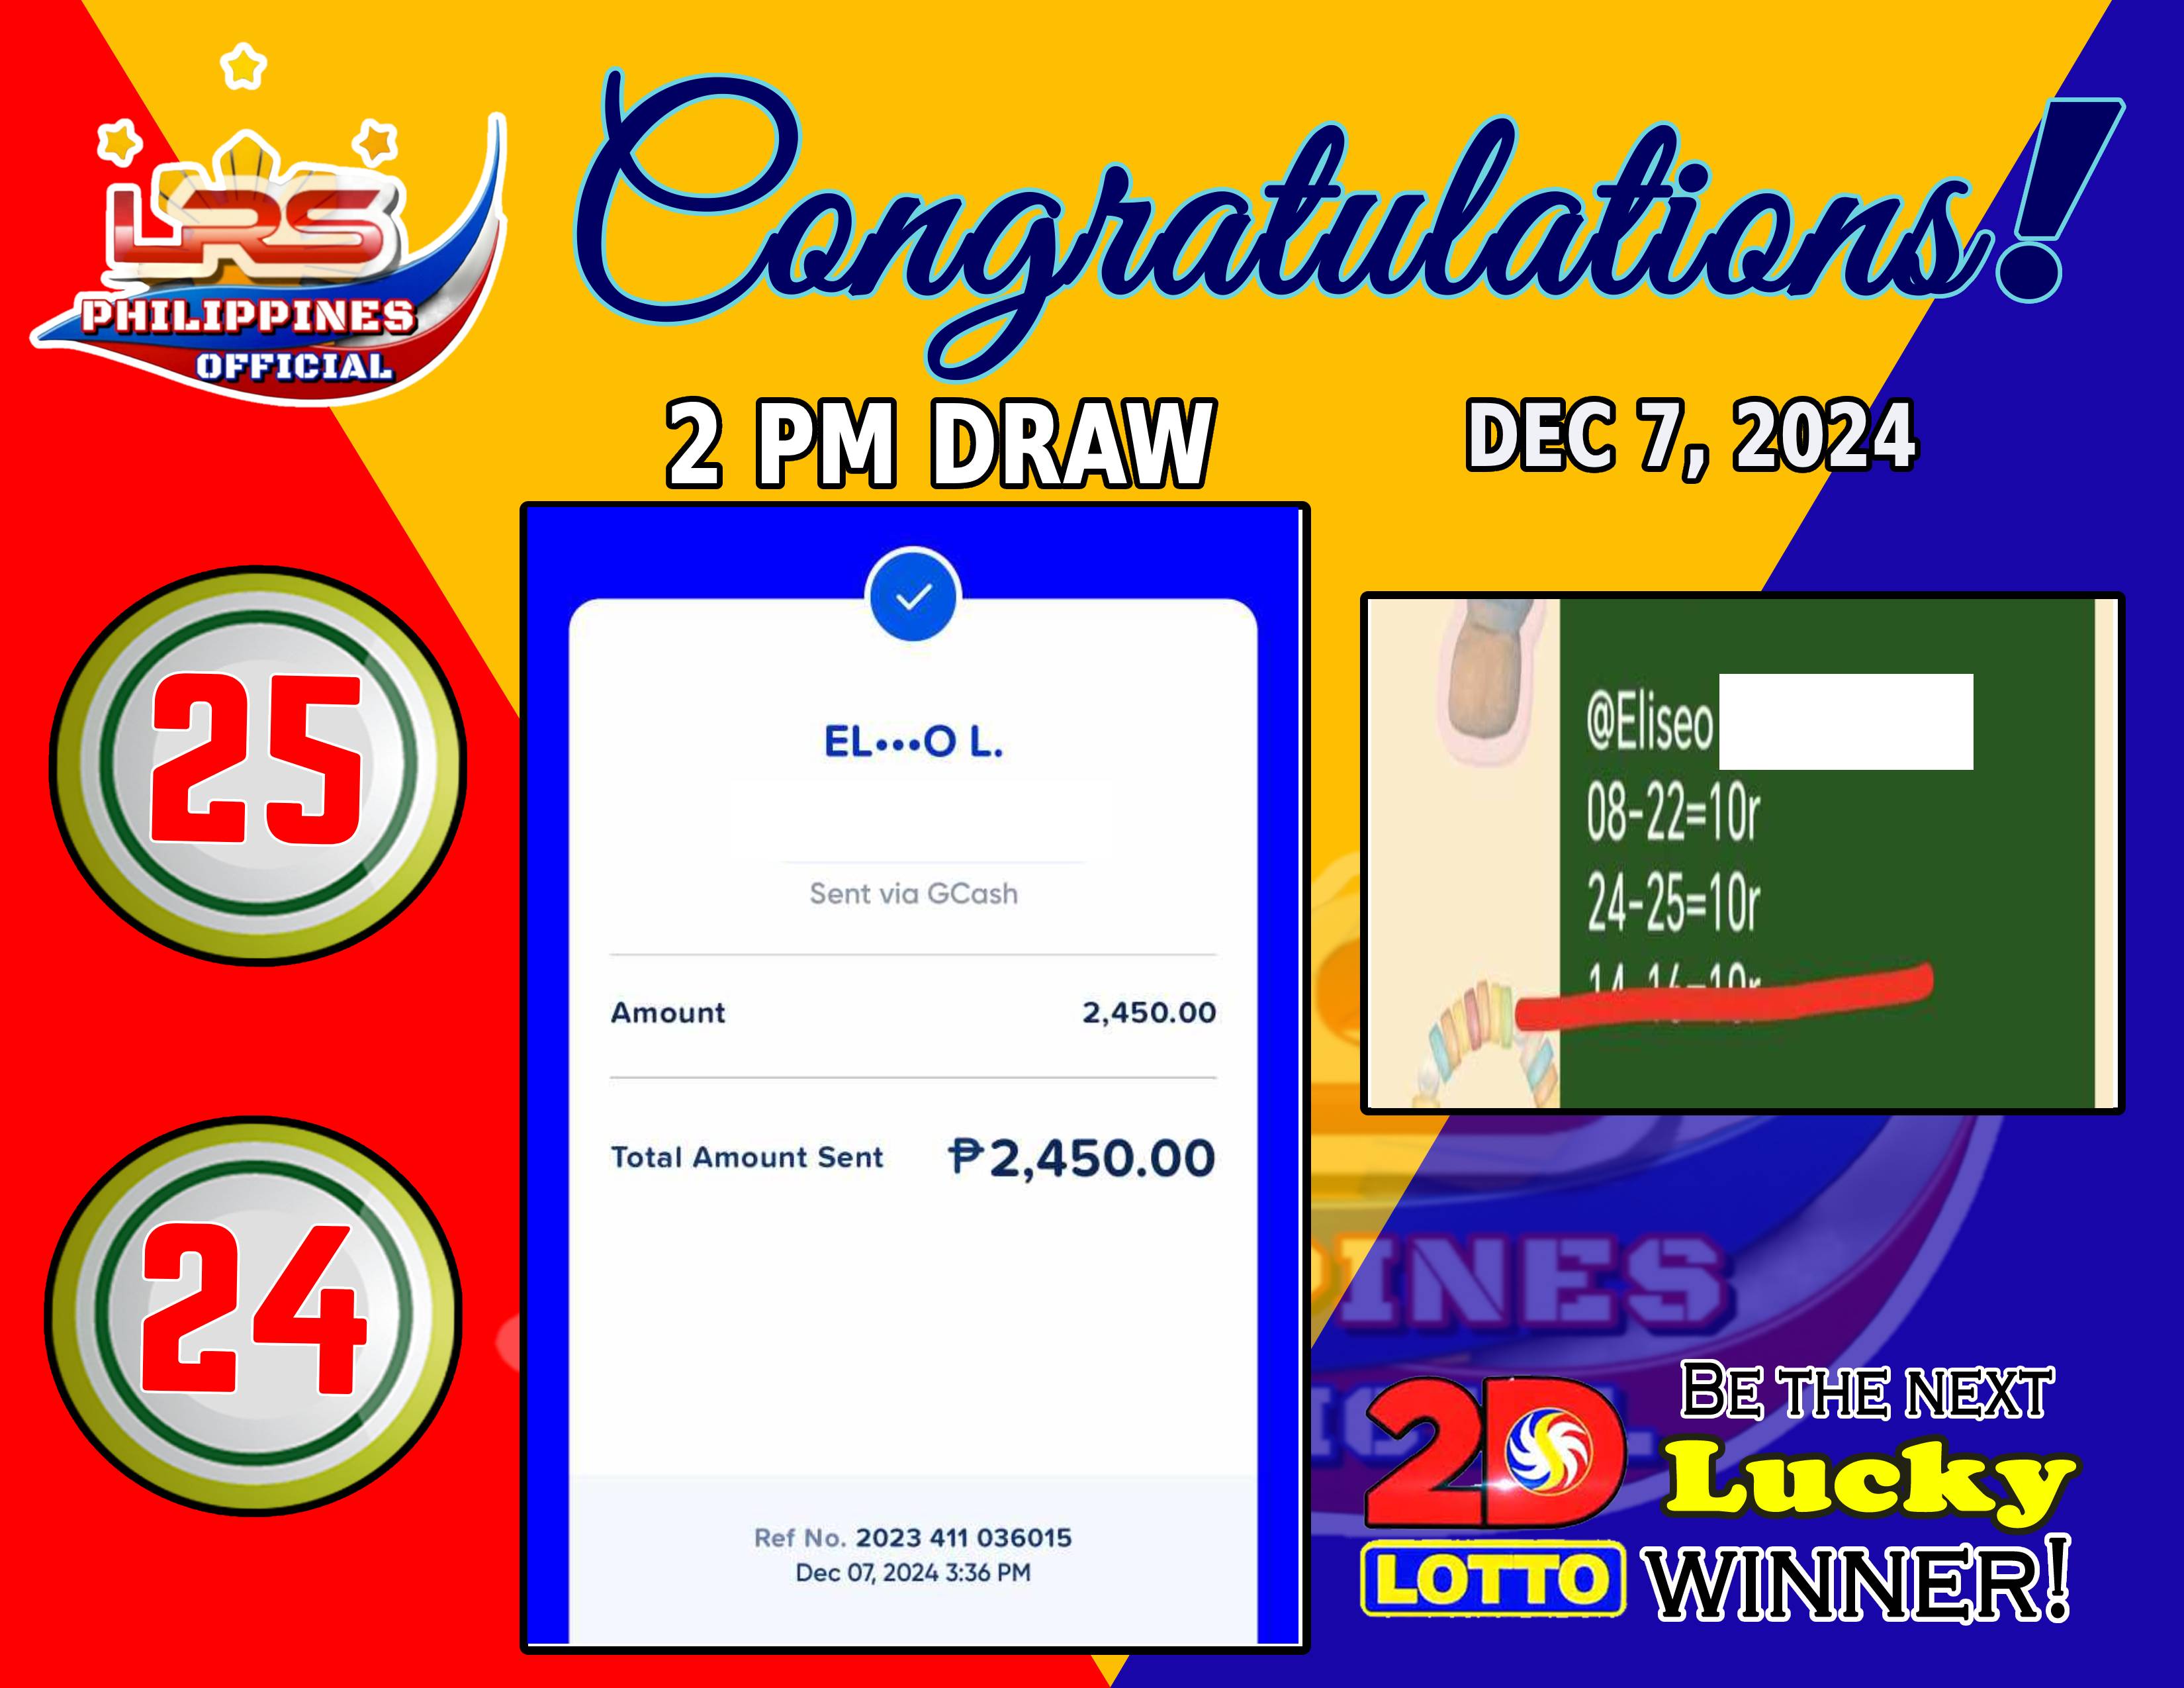 LRS
PHILIPPINES
OFFICIAL
Congratulations!
2 PM DRAW
DEC 7, 2024
25
24
EL•••O L.
Sent via GCash
Amount 2,450.00
Total Amount Sent ₱2,450.00
Ref No. 2023 411 036015
Dec 07, 2024 3:36 PM
@Eliseo
08-22=10r
24-25=10r
PINES
2D
LOTTO
BE THE NEXT
Lucky
WINNER!